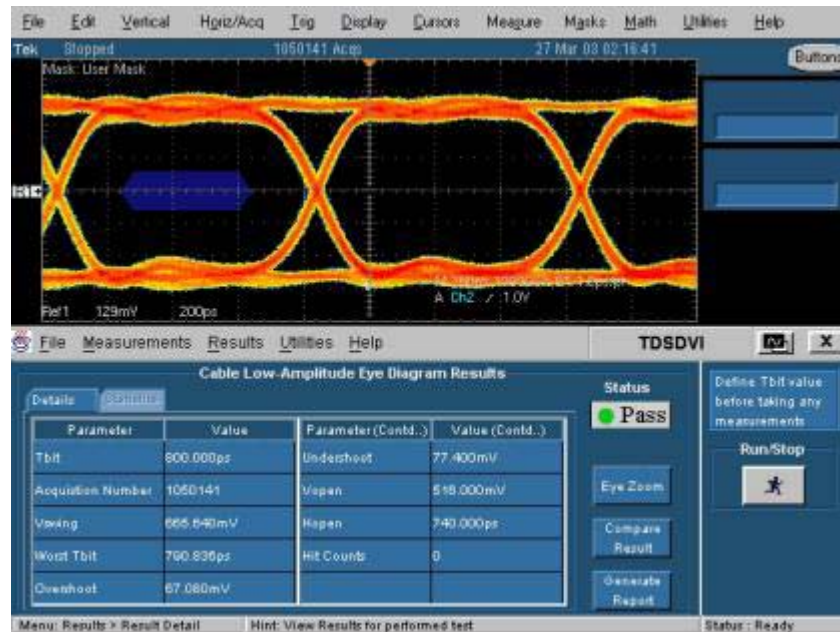 File Edit Vertical Horiz/Acq Trig Display Cursors Measure Masks Math Utilities Help
Tek Stopped 1050141 Acqs 27 Mar 03 02:16:41
Buttons
Mask: User Mask
R1
A Ch2 / 1.0V
Ref1 129mV 200ps
File Measurements Results Utilities Help TDSDVI X
Cable Low-Amplitude Eye Diagram Results
Details Statistics
Status
Pass
Define Tbit value
before taking any
measurements
Run/Stop
Parameter Value Parameter(Contd..) Value (Contd..)
Tbit 800.000ps Undershoot 77.400mV
Acquistion Number 1050141 Vopen 518.000mV
Vswing 665.640mV Hopen 740.000ps
Worst Tbit 790.836ps Hit Counts 0
Overshoot 67.080mV
Eye Zoom
Compare
Result
Generate
Report
Menu: Results > Result Detail Hint: View Results for performed test Status : Ready